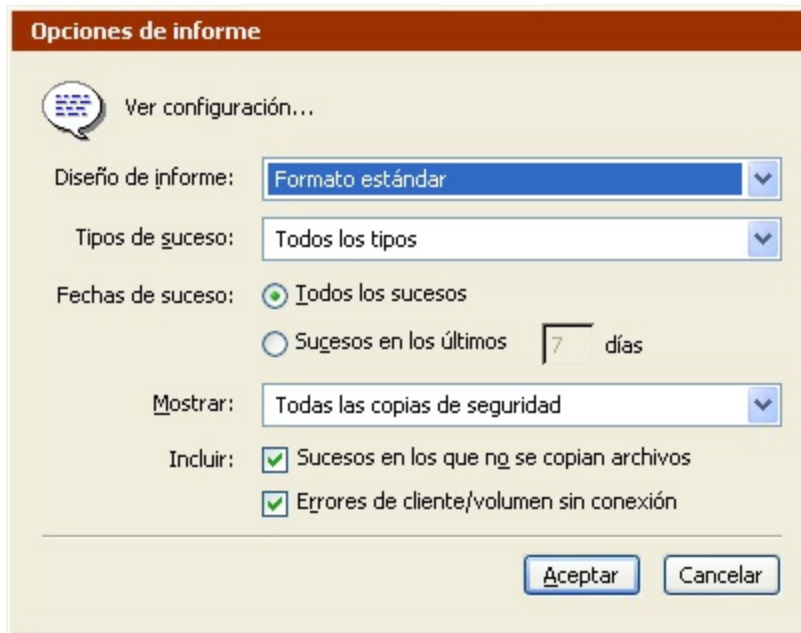 Opciones de informe
Ver configuración...
Diseño de informe: Formato estándar
Tipos de suceso: Todos los tipos
Fechas de suceso: Todos los sucesos
Sucesos en los últimos 7 días
Mostrar: Todas las copias de seguridad
Incluir: Sucesos en los que no se copian archivos
Errores de cliente/volumen sin conexión
Aceptar Cancelar